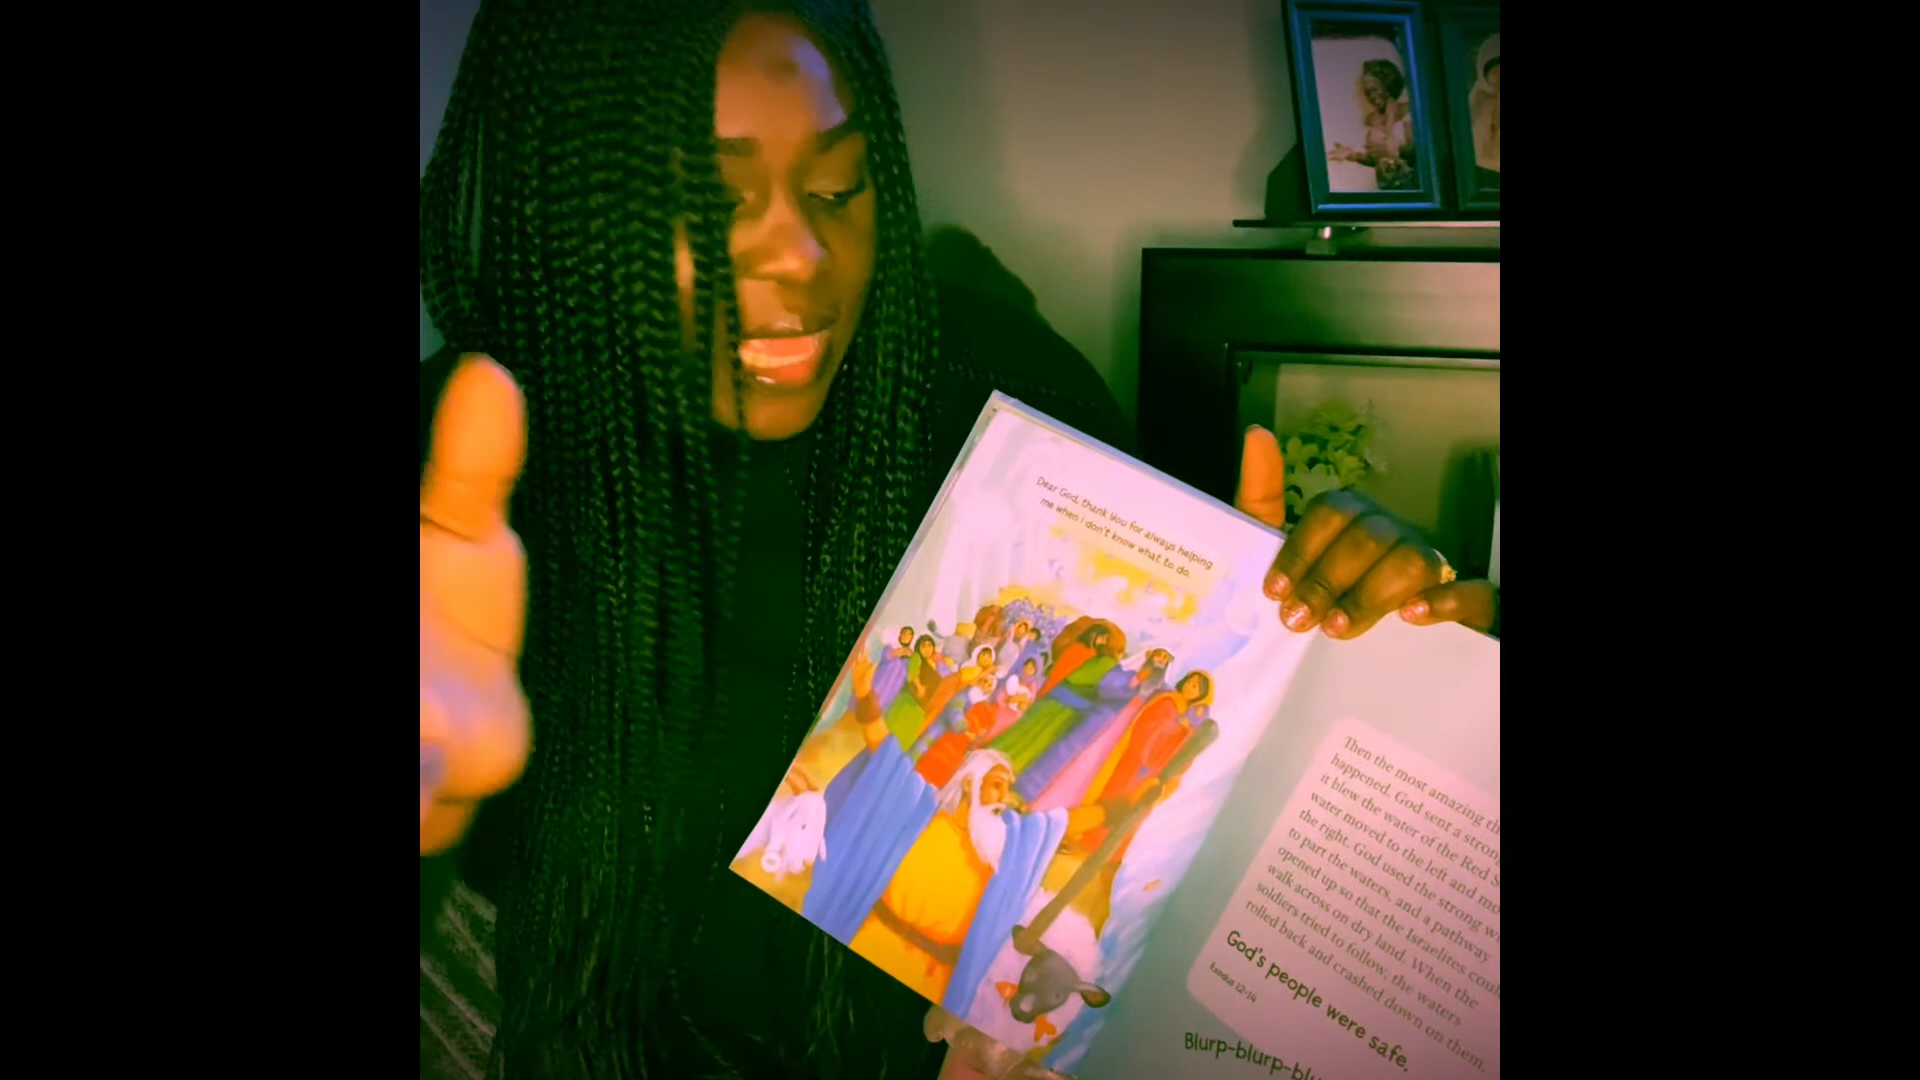 Dear God, thank you for always helping
me when I don't know what to do.
Then the most amazing th
happened. God sent a strong
it blew the water of the Red S
water moved to the left and mo
the right. God used the strong w
to part the waters, and a pathway
opened up so that the Israelites coul
walk across on dry land. When the
soldiers tried to follow, the waters
rolled back and crashed down on them.
God's people were safe.
Exodus 12-14
Blurp-blurp-blu